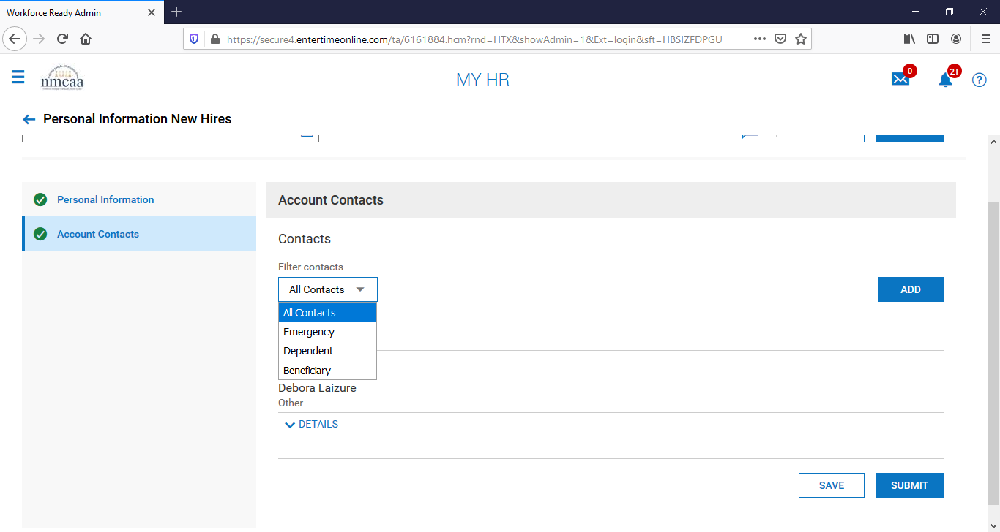 Workforce Ready Admin
https://secure4.entertimeonline.com/ta/6161884.hcm?rnd=HTX&showAdmin=1&Ext=login&sft=HBSIZFDPGU
nmcaa
MY HR
0
21
?
Personal Information New Hires
Personal Information
Account Contacts
Account Contacts
Contacts
Filter contacts
All Contacts
ADD
All Contacts
Emergency
Dependent
Beneficiary
Debora Laizure
Other
DETAILS
SAVE
SUBMIT